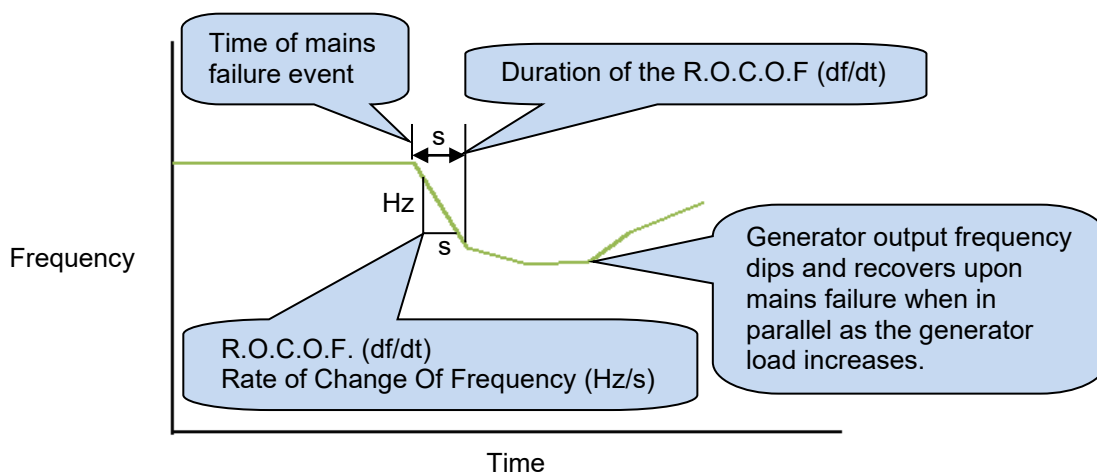 Time of mains
failure event
Duration of the R.O.C.O.F (df/dt)
s
Hz
s
Frequency
Generator output frequency
dips and recovers upon
mains failure when in
parallel as the generator
load increases.
R.O.C.O.F. (df/dt)
Rate of Change Of Frequency (Hz/s)
Time